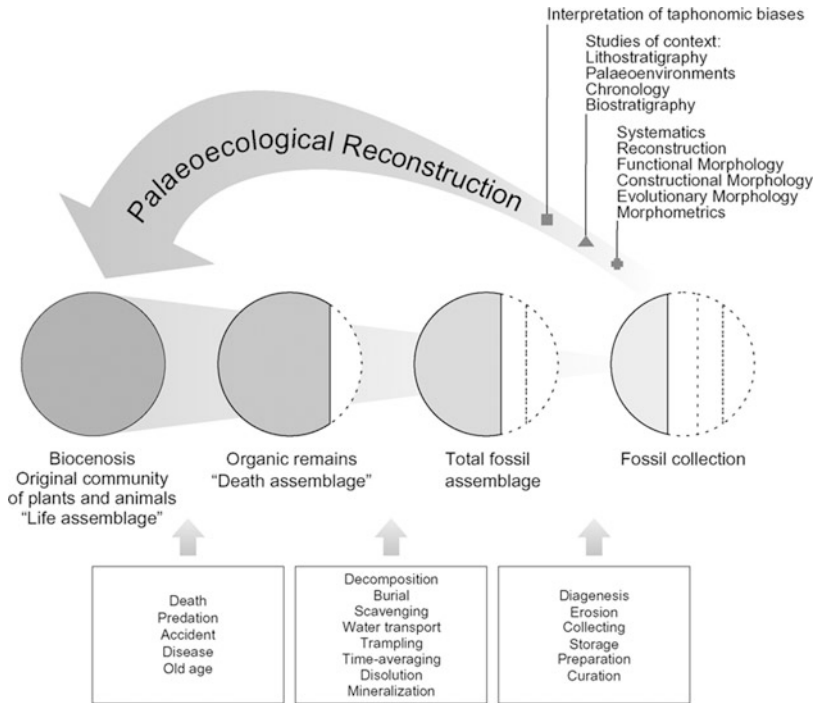 Interpretation of taphonomic biases
Studies of context:
Lithostratigraphy
Palaeoenvironments
Chronology
Biostratigraphy
Systematics
Reconstruction
Functional Morphology
Constructional Morphology
Evolutionary Morphology
Morphometrics
Palaeoecological Reconstruction
Biocenosis
Original community
of plants and animals
“Life assemblage”
Organic remains
“Death assemblage”
Total fossil
assemblage
Fossil collection
Death
Predation
Accident
Disease
Old age
Decomposition
Burial
Scavenging
Water transport
Trampling
Time-averaging
Disolution
Mineralization
Diagenesis
Erosion
Collecting
Storage
Preparation
Curation